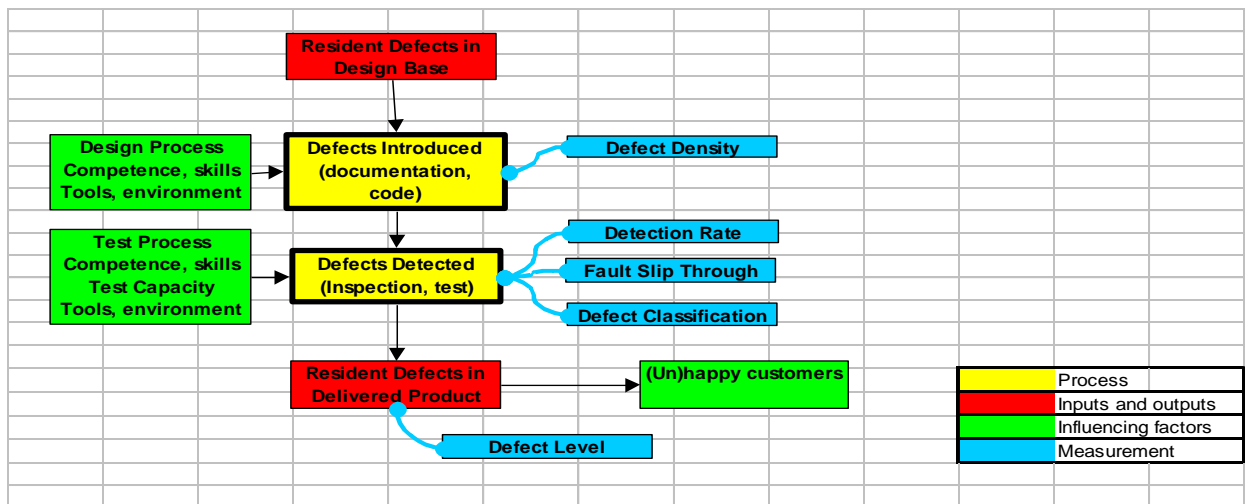 Resident Defects in
Design Base
Design Process
Competence, skills
Tools, environment
Defects Introduced
(documentation,
code)
Defect Density
Test Process
Competence, skills
Test Capacity
Tools, environment
Defects Detected
(Inspection, test)
Detection Rate
Fault Slip Through
Defect Classification
Resident Defects in
Delivered Product
(Un)happy customers
Defect Level
Process
Inputs and outputs
Influencing factors
Measurement